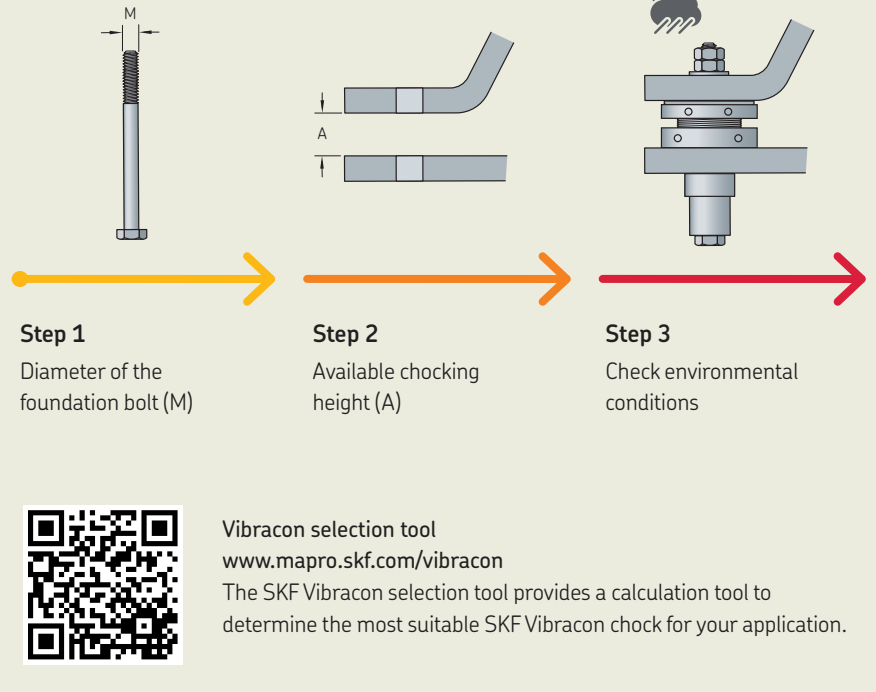 M
A
Step 1
Diameter of the
foundation bolt (M)
Step 2
Available chocking
height (A)
Step 3
Check environmental
conditions
Vibracon selection tool
www.mapro.skf.com/vibracon
The SKF Vibracon selection tool provides a calculation tool to
determine the most suitable SKF Vibracon chock for your application.